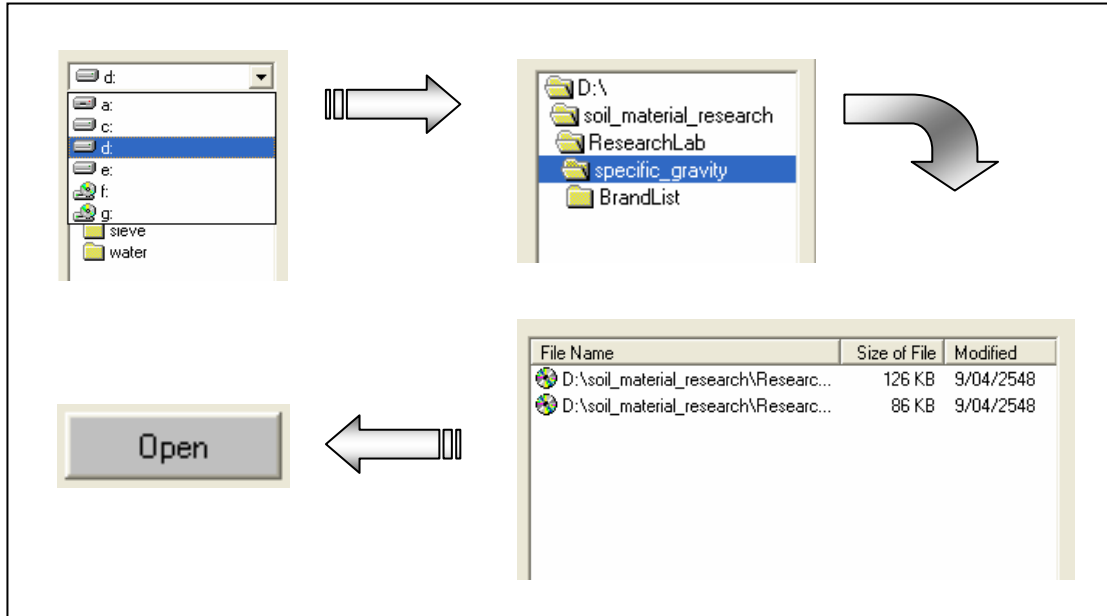 d:
a:
c:
d:
e:
f:
g:
sieve
water
D:\
soil_material_research
ResearchLab
specific_gravity
BrandList
File Name Size of File Modified
D:\soil_material_research\Researc... 126 KB 9/04/2548
D:\soil_material_research\Researc... 86 KB 9/04/2548
Open